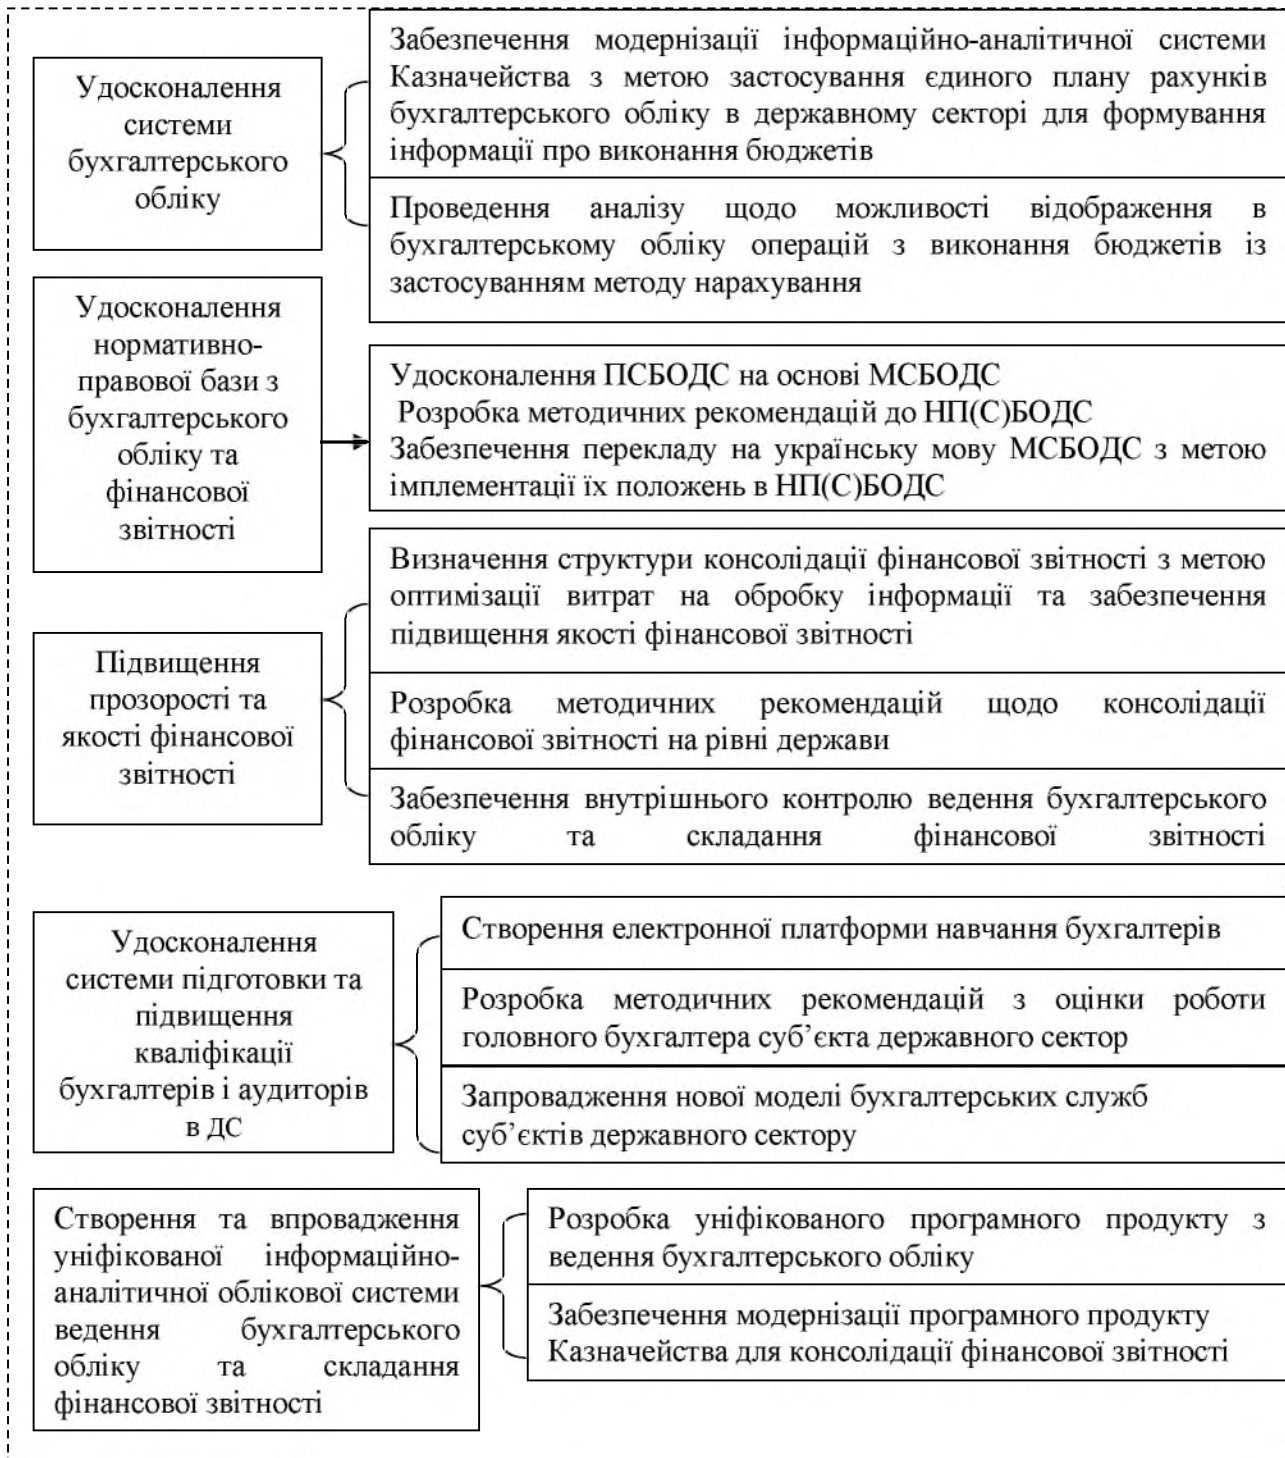 Удосконалення
системи
бухгалтерського
обліку
Забезпечення модернізації інформаційно-аналітичної системи
Казначейства з метою застосування єдиного плану рахунків
бухгалтерського обліку в державному секторі для формування
інформації про виконання бюджетів
Проведення аналізу щодо можливості відображення в
бухгалтерському обліку операцій з виконання бюджетів із
застосуванням методу нарахування
Удосконалення
нормативно-
правової бази з
бухгалтерського
обліку та
фінансової
звітності
Удосконалення ПСБОДС на основі МСБОДС
Розробка методичних рекомендацій до НП(С)БОДС
Забезпечення перекладу на українську мову МСБОДС з метою
імплементації їх положень в НП(С)БОДС
Підвищення
прозорості та
якості фінансової
звітності
Визначення структури консолідації фінансової звітності з метою
оптимізації витрат на обробку інформації та забезпечення
підвищення якості фінансової звітності
Розробка методичних рекомендацій щодо консолідації
фінансової звітності на рівні держави
Забезпечення внутрішнього контролю ведення бухгалтерського
обліку та складання фінансової звітності
Удосконалення
системи підготовки та
підвищення
кваліфікації
бухгалтерів і аудиторів
в ДС
Створення електронної платформи навчання бухгалтерів
Розробка методичних рекомендацій з оцінки роботи
головного бухгалтера суб’єкта державного сектор
Запровадження нової моделі бухгалтерських служб
суб’єктів державного сектору
Створення та впровадження
уніфікованої інформаційно-
аналітичної облікової системи
ведення бухгалтерського
обліку та складання
фінансової звітності
Розробка уніфікованого програмного продукту з
ведення бухгалтерського обліку
Забезпечення модернізації програмного продукту
Казначейства для консолідації фінансової звітності